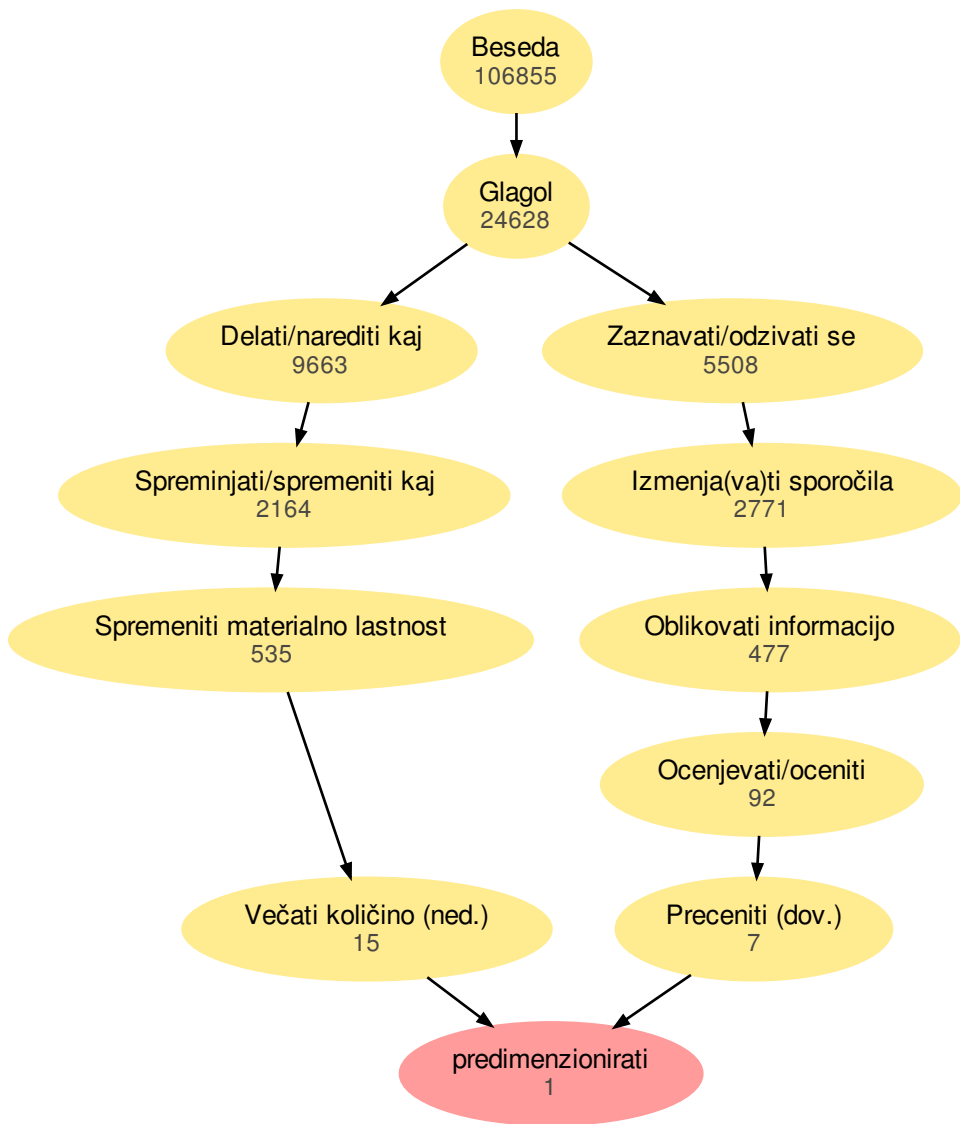 Beseda
106855
Glagol
24628
Delati/narediti kaj
9663
Zaznavati/odzivati se
5508
Spreminjati/spremeniti kaj
2164
Izmenja(va)ti sporočila
2771
Spremeniti materialno lastnost
535
Oblikovati informacijo
477
Ocenjevati/oceniti
92
Večati količino (ned.)
15
Preceniti (dov.)
7
predimenzionirati
1